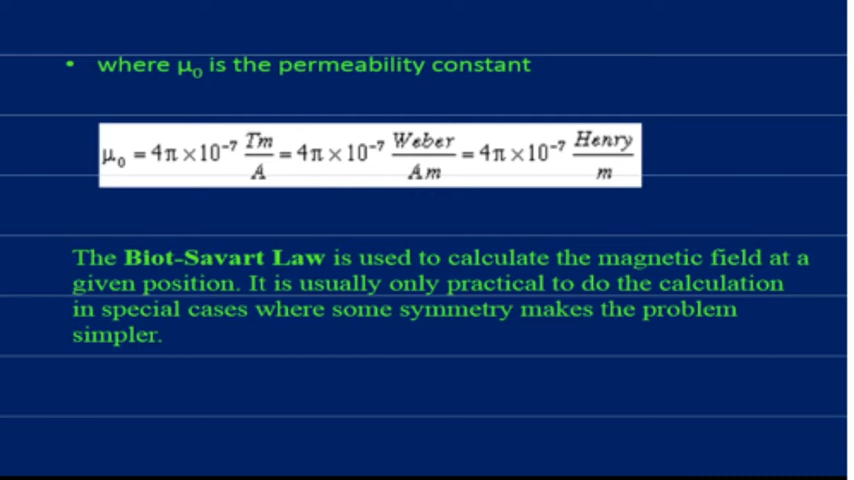 • where μ₀ is the permeability constant
μ₀ = 4π×10⁻⁷ Tm/A = 4π×10⁻⁷ Weber/Am = 4π×10⁻⁷ Henry/m
The Biot-Savart Law is used to calculate the magnetic field at a
given position. It is usually only practical to do the calculation
in special cases where some symmetry makes the problem
simpler.